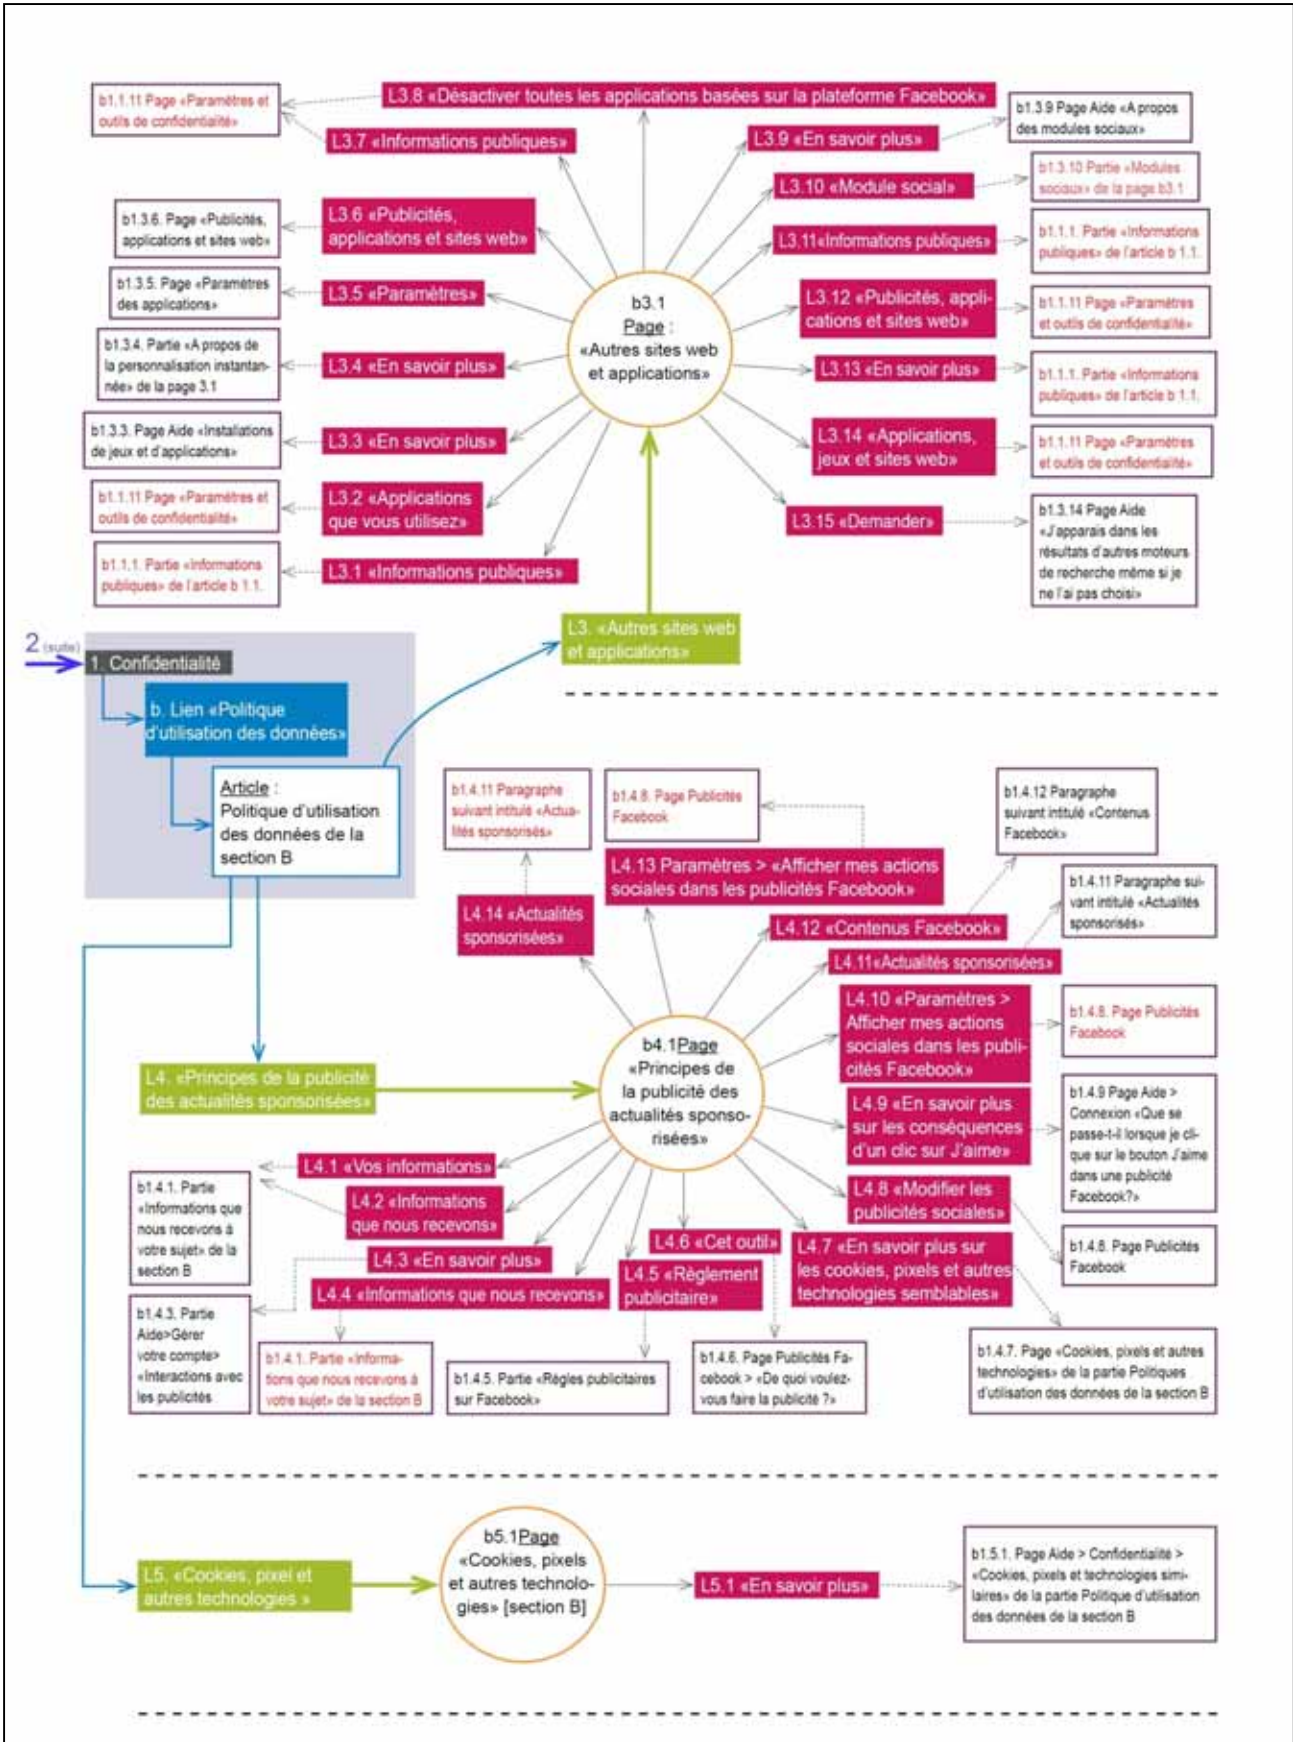 L3.8 «Désactiver toutes les applications basées sur la plateforme Facebook»
b1.1.11 Page «Paramètres et
outils de confidentialité»
L3.7 «Informations publiques»
L3.9 «En savoir plus»
b1.3.9 Page Aide «A propos
des modules sociaux»
L3.10 «Module social»
b1.3.10 Partie «Modules
sociaux» de la page b3.1
b1.3.6. Page «Publicités,
applications et sites web»
L3.6 «Publicités,
applications et sites web»
L3.11«Informations publiques»
b1.1.1. Partie «Informations
publiques» de l'article b 1.1.
b1.3.5. Page «Paramètres
des applications»
L3.5 «Paramètres»
b3.1
Page :
«Autres sites web
et applications»
L3.12 «Publicités, appli-
cations et sites web»
b1.1.11 Page «Paramètres
et outils de confidentialité»
b1.3.4. Partie «A propos de
la personnalisation instantan-
née» de la page 3.1
L3.4 «En savoir plus»
L3.13 «En savoir plus»
b1.1.1. Partie «Informations
publiques» de l'article b 1.1.
b1.3.3. Page Aide «Installations
de jeux et d'applications»
L3.3 «En savoir plus»
L3.14 «Applications,
jeux et sites web»
b1.1.11 Page «Paramètres
et outils de confidentialité»
b1.1.11 Page «Paramètres et
outils de confidentialité»
L3.2 «Applications
que vous utilisez»
L3.15 «Demander»
b1.3.14 Page Aide
«J'apparais dans les
résultats d'autres moteurs
de recherche même si je
ne l'ai pas choisi»
b1.1.1. Partie «Informations
publiques» de l'article b 1.1.
L3.1 «Informations publiques»
L3. «Autres sites web
et applications»
2 (suite)
1. Confidentialité
b. Lien «Politique
d'utilisation des données»
Article :
Politique d'utilisation
des données de la
section B
b1.4.11 Paragraphe
suivant intitulé «Actua-
lités sponsorisés»
b1.4.8. Page Publicités
Facebook
b1.4.12 Paragraphe
suivant intitulé «Contenus
Facebook»
L4.13 Paramètres > «Afficher mes actions
sociales dans les publicités Facebook»
b1.4.11 Paragraphe sui-
vant intitulé «Actualités
sponsorisés»
L4.14 «Actualités
sponsorisées»
L4.12 «Contenus Facebook»
L4.11«Actualités sponsorisées»
L4.10 «Paramètres >
Afficher mes actions
sociales dans les publi-
cités Facebook»
b1.4.8. Page Publicités
Facebook
b4.1Page
«Principes de
la publicité des
actualités sponso-
risées»
L4. «Principes de la publicité
des actualités sponsorisées»
L4.9 «En savoir plus
sur les conséquences
d'un clic sur J'aime»
b1.4.9 Page Aide >
Connexion «Que se
passe-t-il lorsque je cli-
que sur le bouton J'aime
dans une publicité
Facebook?»
L4.1 «Vos informations»
b1.4.1. Partie
«Informations que
nous recevons à
votre sujet» de la
section B
L4.2 «Informations
que nous recevons»
L4.8 «Modifier les
publicités sociales»
b1.4.8. Page Publicités
Facebook
L4.3 «En savoir plus»
L4.6 «Cet outil»
L4.7 «En savoir plus sur
les cookies, pixels et autres
technologies semblables»
L4.4 «Informations que nous recevons»
L4.5 «Règlement
publicitaire»
b1.4.3. Partie
Aide>Gérer
votre compte>
«Interactions avec
les publicités
b1.4.1. Partie «Informa-
tions que nous recevons à
votre sujet» de la section B
b1.4.5. Partie «Règles publicitaires
sur Facebook»
b1.4.6. Page Publicités Fa-
cebook > «De quoi voulez-
vous faire la publicité ?»
b1.4.7. Page «Cookies, pixels et autres
technologies» de la partie Politiques
d'utilisation des données de la section B
L5. «Cookies, pixel et
autres technologies »
b5.1Page
«Cookies, pixels
et autres technolo-
gies» [section B]
L5.1 «En savoir plus»
b1.5.1. Page Aide > Confidentialité >
«Cookies, pixels et technologies simi-
laires» de la partie Politique d'utilisation
des données de la section B